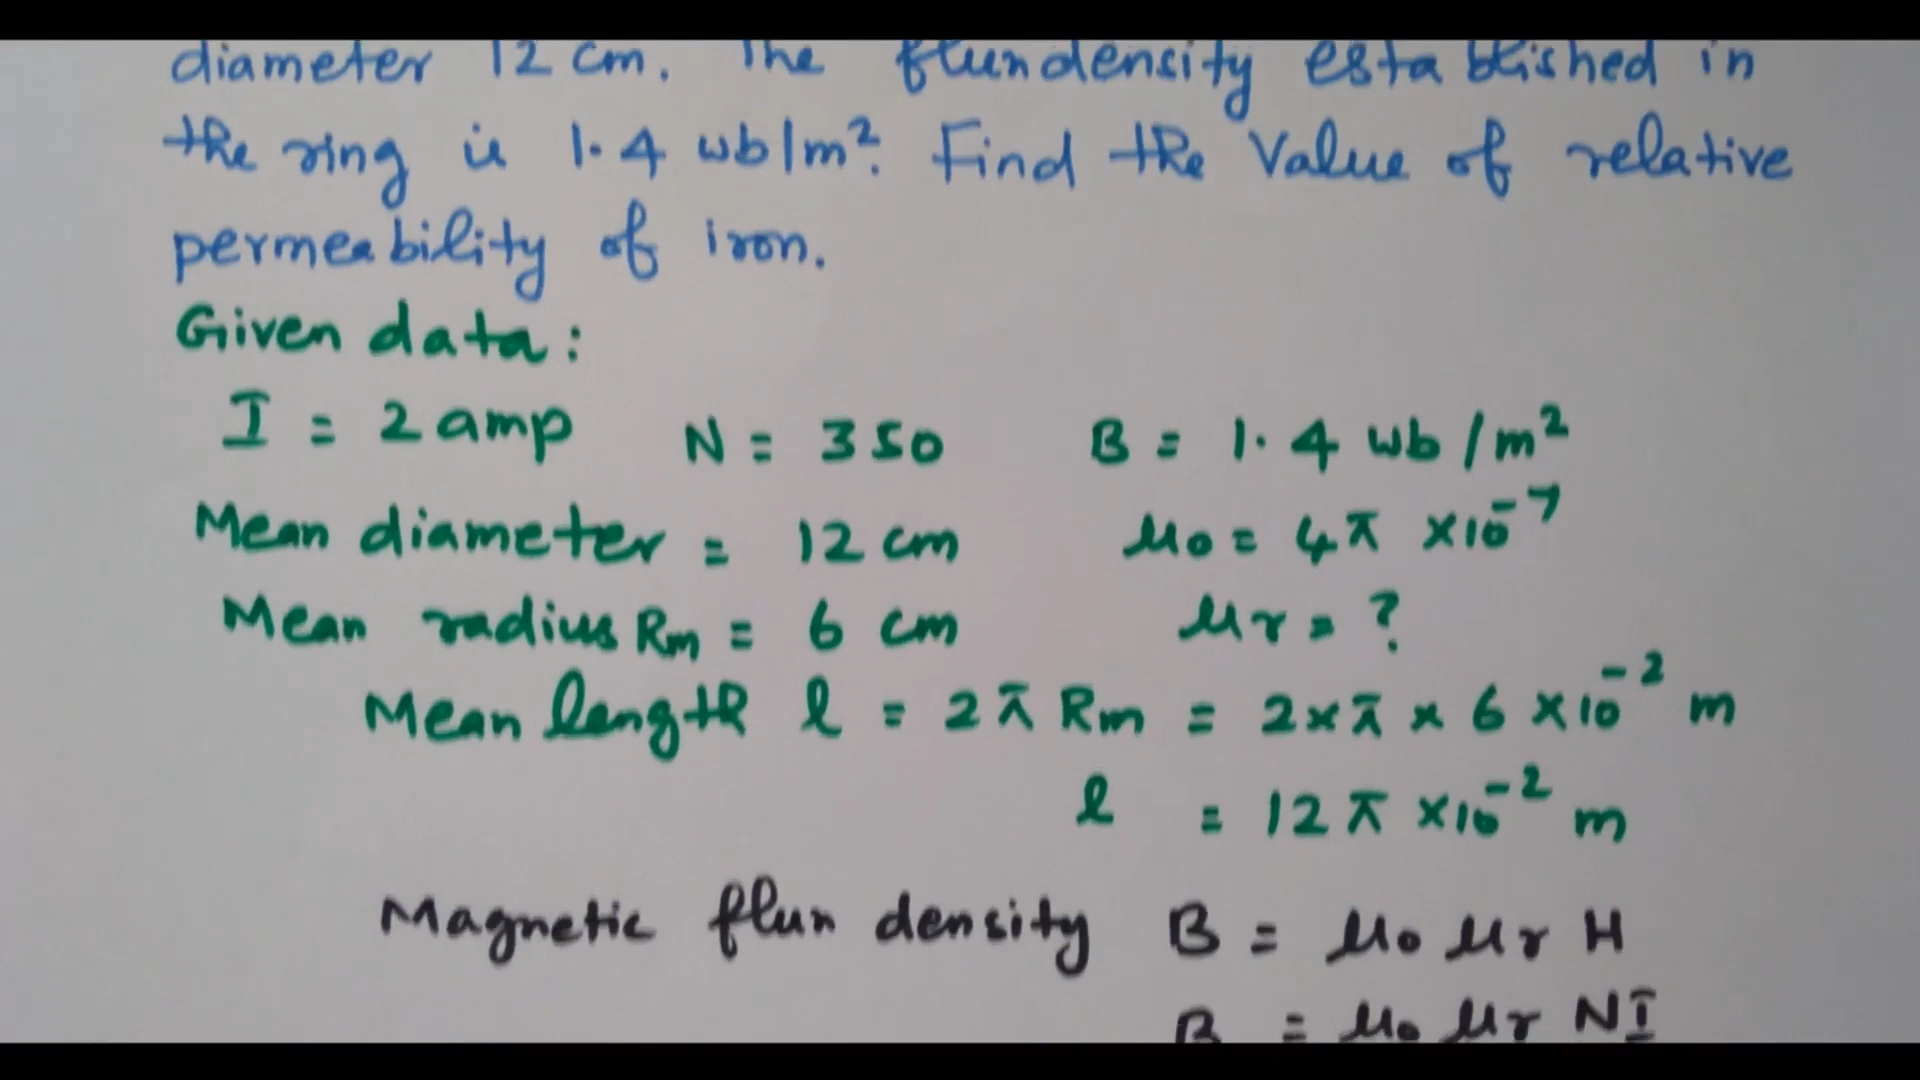 diameter 12 cm. The fluxdensity established in
the ring is 1.4 wb/m². Find the Value of relative
permeability of iron.
Given data:
I = 2 amp N = 350 B = 1.4 wb/m²
Mean diameter = 12 cm μ₀ = 4π ×10⁻⁷
Mean radius Rm = 6 cm μr = ?
Mean length l = 2π Rm = 2×π × 6 ×10⁻² m
l = 12π ×10⁻² m
Magnetic flux density B = μ₀ μr H
B = μ₀ μr NI